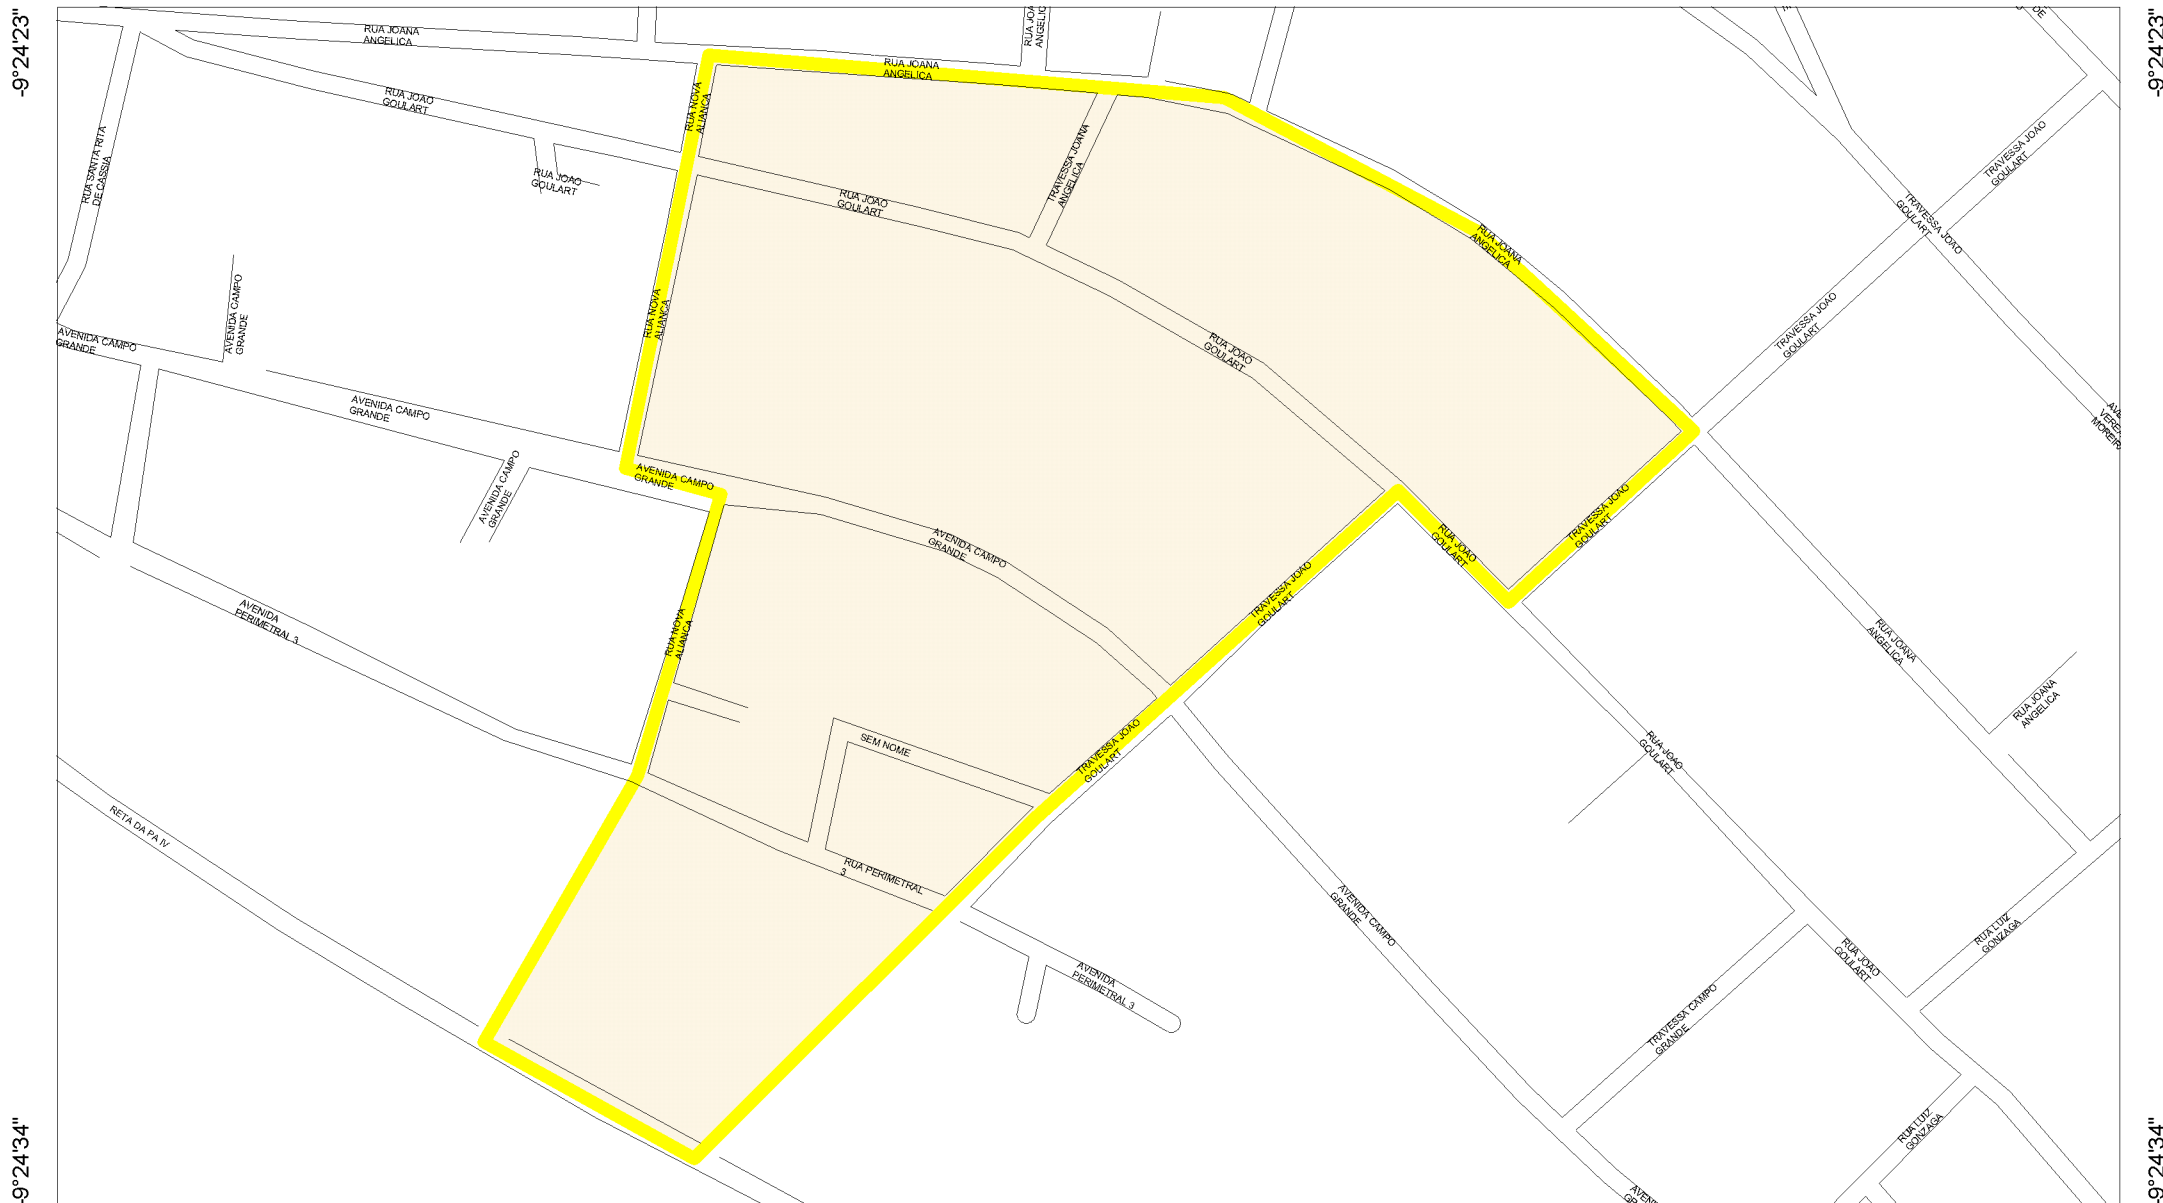 -9°24'23"
-9°24'23"
RUA JOANA
ANGELICA
RUA JOANA
ANGELICA
RUA JOAO
GOULART
RUA NOVA
ALIANCA
RUA SANTA RITA
DE CASSIA
RUA JOAO
GOULART
TRAVESSA JOANA
ANGELICA
RUA JOAO
GOULART
TRAVESSA JOAO
GOULART
TRAVESSA JOAO
GOULART
RUA JOANA
ANGELICA
AVENIDA CAMPO
GRANDE
AVENIDA CAMPO
GRANDE
RUA NOVA
ALIANCA
TRAVESSA JOAO
GOULART
RUA JOAO
GOULART
AVENIDA CAMPO
GRANDE
AVENIDA CAMPO
GRANDE
AVENIDA CAMPO
GRANDE
AVENIDA CAMPO
GRANDE
RUA JOAO
GOULART
TRAVESSA JOAO
GOULART
TRAVESSA JOAO
GOULART
AVENIDA
PERIMETRAL 3
RUA NOVA
ALIANCA
RUA JOANA
ANGELICA
RUA JOANA
ANGELICA
SEM NOME
TRAVESSA JOAO
GOULART
RUA JOAO
GOULART
RETA DA PA IV
RUA PERIMETRAL
3
AVENIDA CAMPO
GRANDE
RUA LUIZ
GONZAGA
RUA JOAO
GOULART
AVENIDA
PERIMETRAL 3
TRAVESSA CAMPO
GRANDE
RUA LUIZ
GONZAGA
-9°24'34"
-9°24'34"